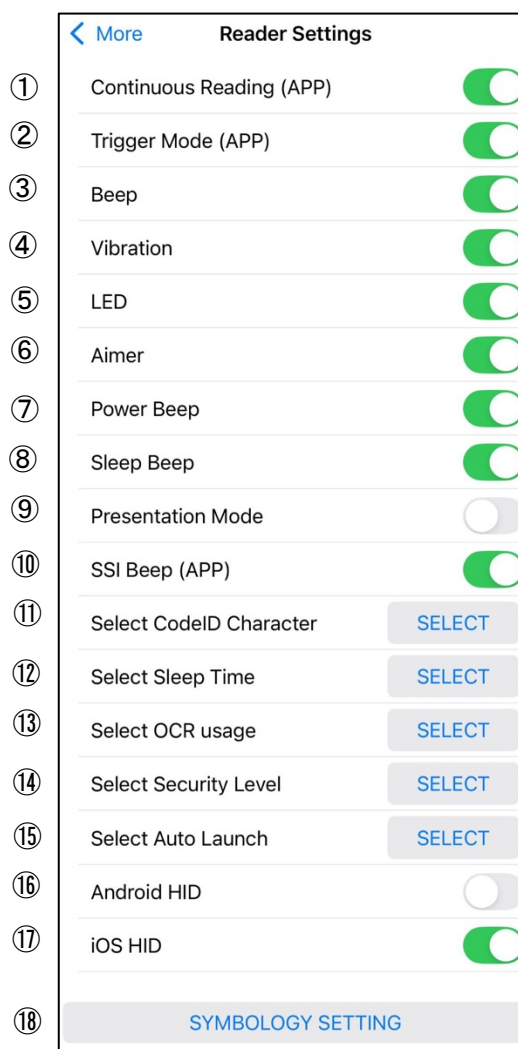 More Reader Settings
① Continuous Reading (APP)
② Trigger Mode (APP)
③ Beep
④ Vibration
⑤ LED
⑥ Aimer
⑦ Power Beep
⑧ Sleep Beep
⑨ Presentation Mode
⑩ SSI Beep (APP)
⑪ Select CodeID Character SELECT
⑫ Select Sleep Time SELECT
⑬ Select OCR usage SELECT
⑭ Select Security Level SELECT
⑮ Select Auto Launch SELECT
⑯ Android HID
⑰ iOS HID
⑱ SYMBOLOGY SETTING